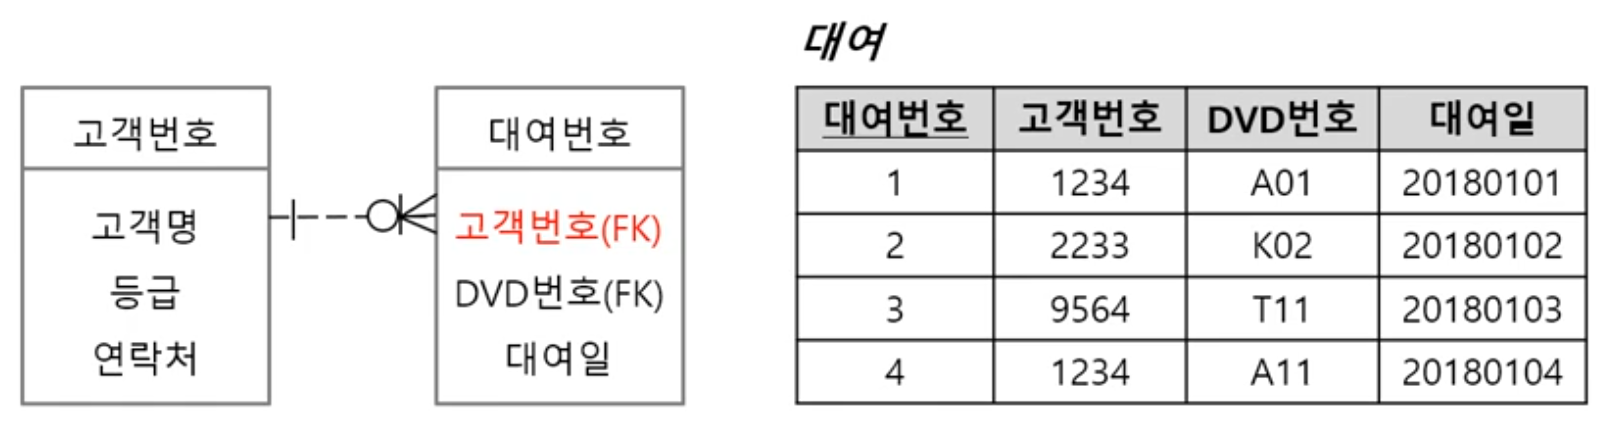 고객번호
고객명
등급
연락처
대여번호
고객번호(FK)
DVD번호(FK)
대여일
대여
대여번호 고객번호 DVD번호 대여일
1 1234 A01 20180101
2 2233 K02 20180102
3 9564 T11 20180103
4 1234 A11 20180104